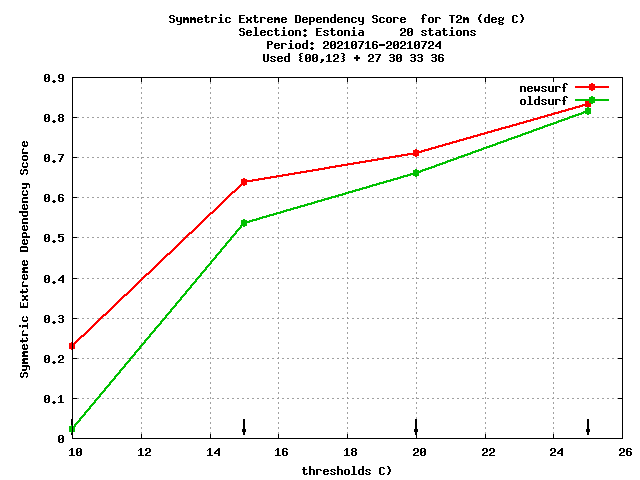 Symmetric Extreme Dependency Score for T2m (deg C)
Selection: Estonia 20 stations
Period: 20210716-20210724
Used {00,12} + 27 30 33 36
newsurf
oldsurf
Symmetric Extreme Dependency Score
0.9
0.8
0.7
0.6
0.5
0.4
0.3
0.2
0.1
0
10 12 14 16 18 20 22 24 26
thresholds C)